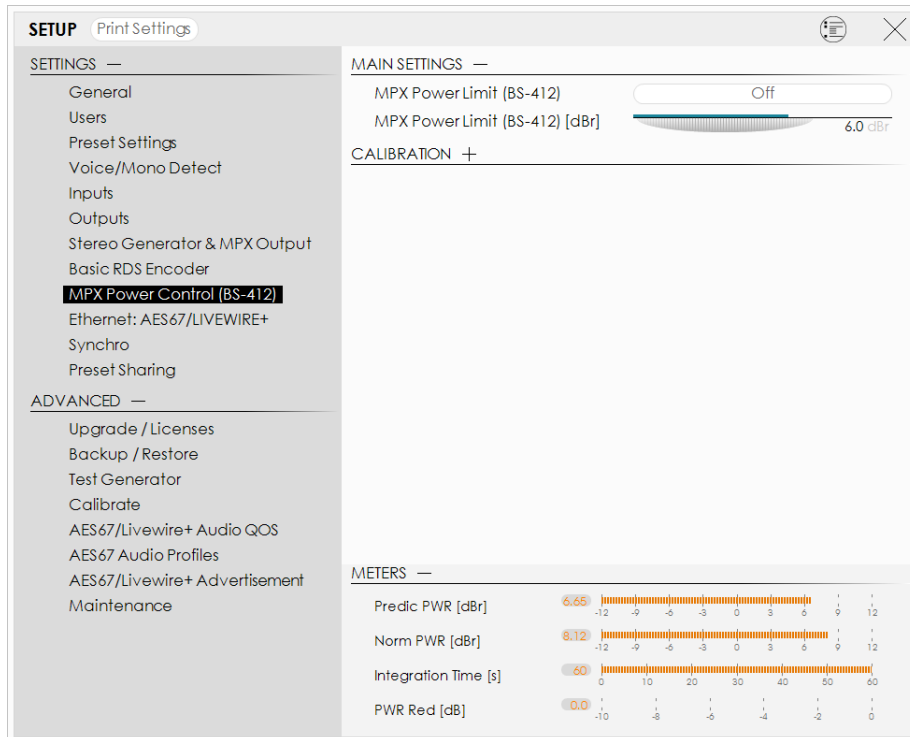 SETUP Print Settings
SETTINGS —
General
Users
Preset Settings
Voice/Mono Detect
Inputs
Outputs
Stereo Generator & MPX Output
Basic RDS Encoder
MPX Power Control (BS-412)
Ethernet: AES67/LIVEWIRE+
Synchro
Preset Sharing
ADVANCED —
Upgrade / Licenses
Backup / Restore
Test Generator
Calibrate
AES67/Livewire+ Audio QOS
AES67 Audio Profiles
AES67/Livewire+ Advertisement
Maintenance
MAIN SETTINGS —
MPX Power Limit (BS-412) Off
MPX Power Limit (BS-412) [dBr] 6.0 dBr
CALIBRATION +
METERS —
Predic PWR [dBr] 6.65
-12 -9 -6 -3 0 3 6 9 12
Norm PWR [dBr] 8.12
-12 -9 -6 -3 0 3 6 9 12
Integration Time [s] 60
0 10 20 30 40 50 60
PWR Red [dB] 0.0
-10 -8 -6 -4 -2 0